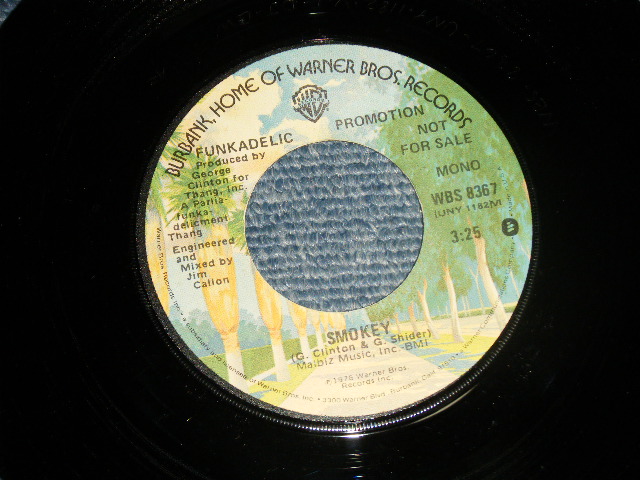 BURBANK, HOME OF WARNER BROS. RECORDS
FUNKADELIC
Produced by
George
Clinton for
Thang, Inc.
A Parlia-
funka-
delicment
Thang
Engineered
and
Mixed by
Jim
Callon
PROMOTION
NOT
FOR SALE
MONO
WBS 8367
(UNY 1182M)
3:25
SMOKEY
(G. Clinton & G. Shider)
Ma-biz Music, Inc.-BMI
℗1976 Warner Bros.
Records Inc.